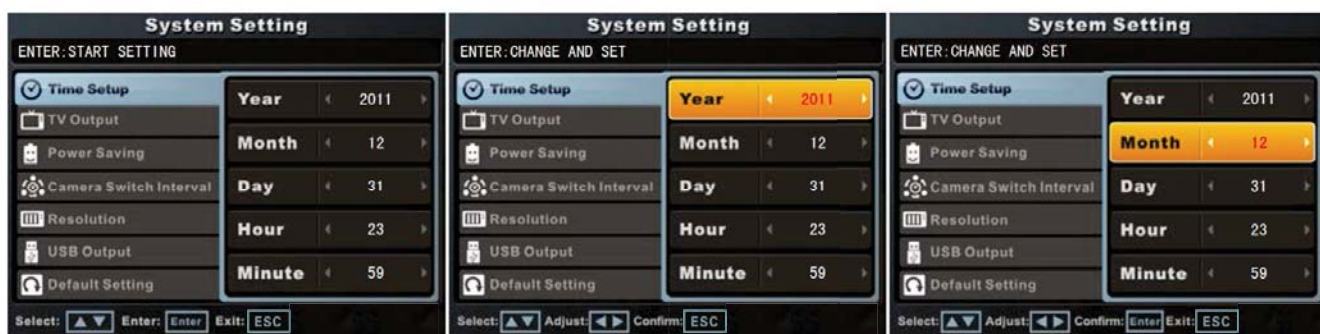 System Setting
ENTER:START SETTING
Time Setup
TV Output
Power Saving
Camera Switch Interval
Resolution
USB Output
Default Setting
Year 2011
Month 12
Day 31
Hour 23
Minute 59
Select: Enter: Enter Exit: ESC
System Setting
ENTER:CHANGE AND SET
Time Setup
TV Output
Power Saving
Camera Switch Interval
Resolution
USB Output
Default Setting
Year 2011
Month 12
Day 31
Hour 23
Minute 59
Select: Adjust: Confirm: ESC
System Setting
ENTER:CHANGE AND SET
Time Setup
TV Output
Power Saving
Camera Switch Interval
Resolution
USB Output
Default Setting
Year 2011
Month 12
Day 31
Hour 23
Minute 59
Select: Adjust: Confirm: Enter Exit: ESC